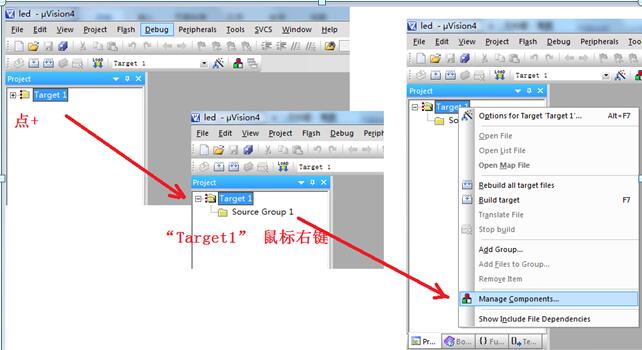 led - µVision4
File Edit View Project Flash Debug Peripherals Tools SVCS Window Help
Target 1
Project
Target 1
点+
led - µVision4
File Edit View Project Flash Debug Peripherals Tools
Target 1
Project
Target 1
Source Group 1
“Target1” 鼠标右键
led - µVision4
File Edit View Project Flash Debug Peripherals Tools
Target 1
Project
Target 1
Options for Target 'Target 1'... Alt+F7
Open File
Open List File
Open Map File
Rebuild all target files
Build target F7
Translate File
Stop build
Add Group...
Add Files to Group...
Remove Item
Manage Components...
Show Include File Dependencies
Pr... Bo... {} Fu... Te...